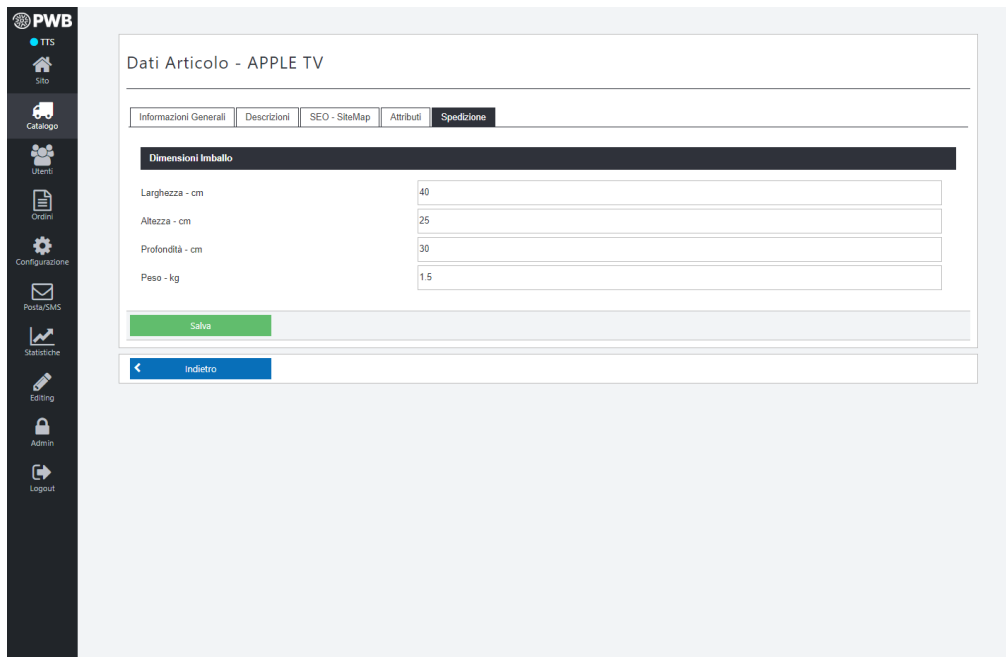 PWB
TTS
Sito
Catalogo
Utenti
Ordini
Configurazione
Posta/SMS
Statistiche
Editing
Admin
Logout
Dati Articolo - APPLE TV
Informazioni Generali Descrizioni SEO - SiteMap Attributi Spedizione
Dimensioni Imballo
Larghezza - cm 40
Altezza - cm 25
Profondità - cm 30
Peso - kg 1.5
Salva
Indietro